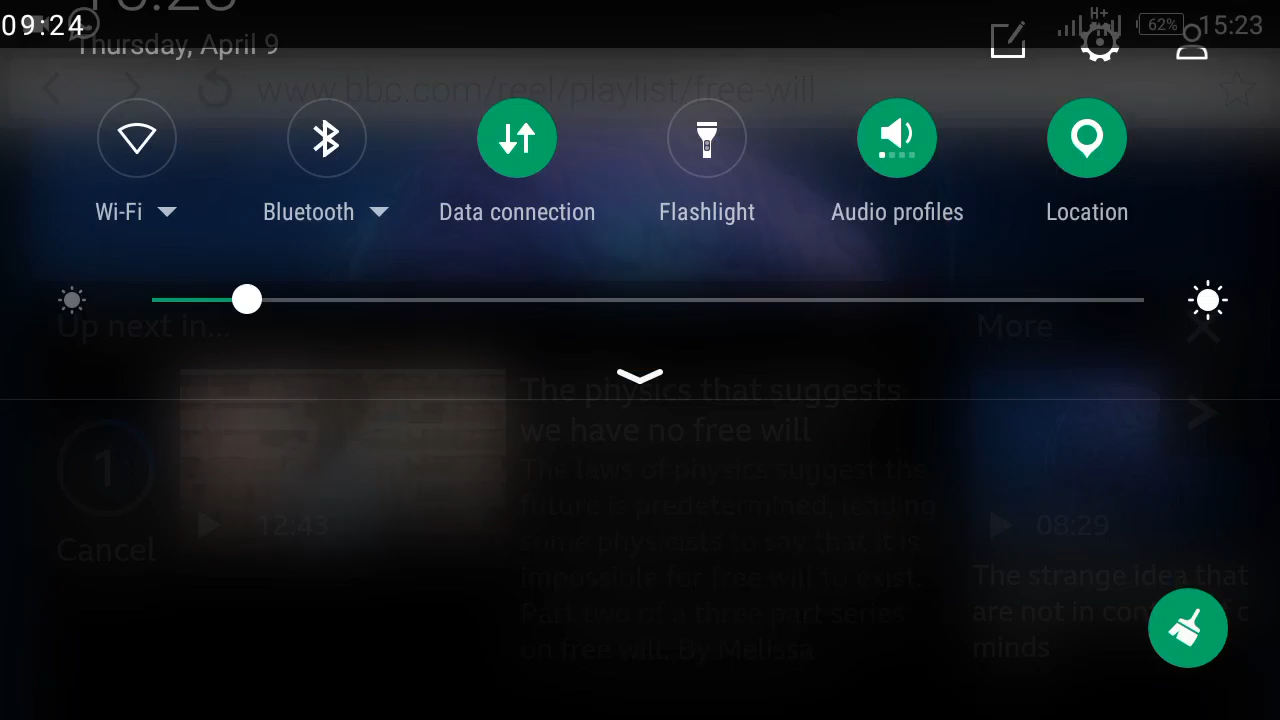 09:24
H+
62%
15:23
Thursday, April 9
www.bbc.com/reel/playlist/free-will
Wi-Fi
Bluetooth
Data connection
Flashlight
Audio profiles
Location
Up next in...
More
The physics that suggests
we have no free will
1
The laws of physics suggest the
future is predetermined, leading
some physicists to say that it is
impossible for free will to exist.
Part two of a three part series
on free will. By Melissa
12:43
Cancel
08:29
The strange idea that
are not in
minds